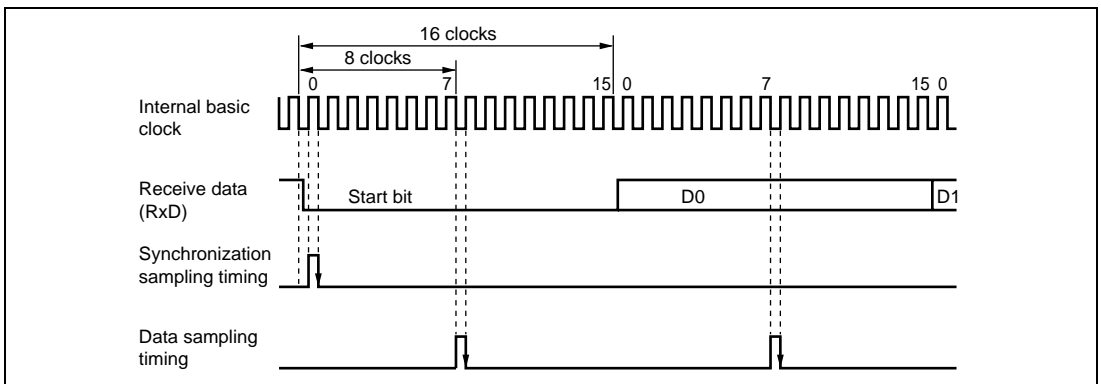 16 clocks
8 clocks
0 7 15 0 7 15 0
Internal basic
clock
Receive data
(RxD)
Start bit D0 D1
Synchronization
sampling timing
Data sampling
timing